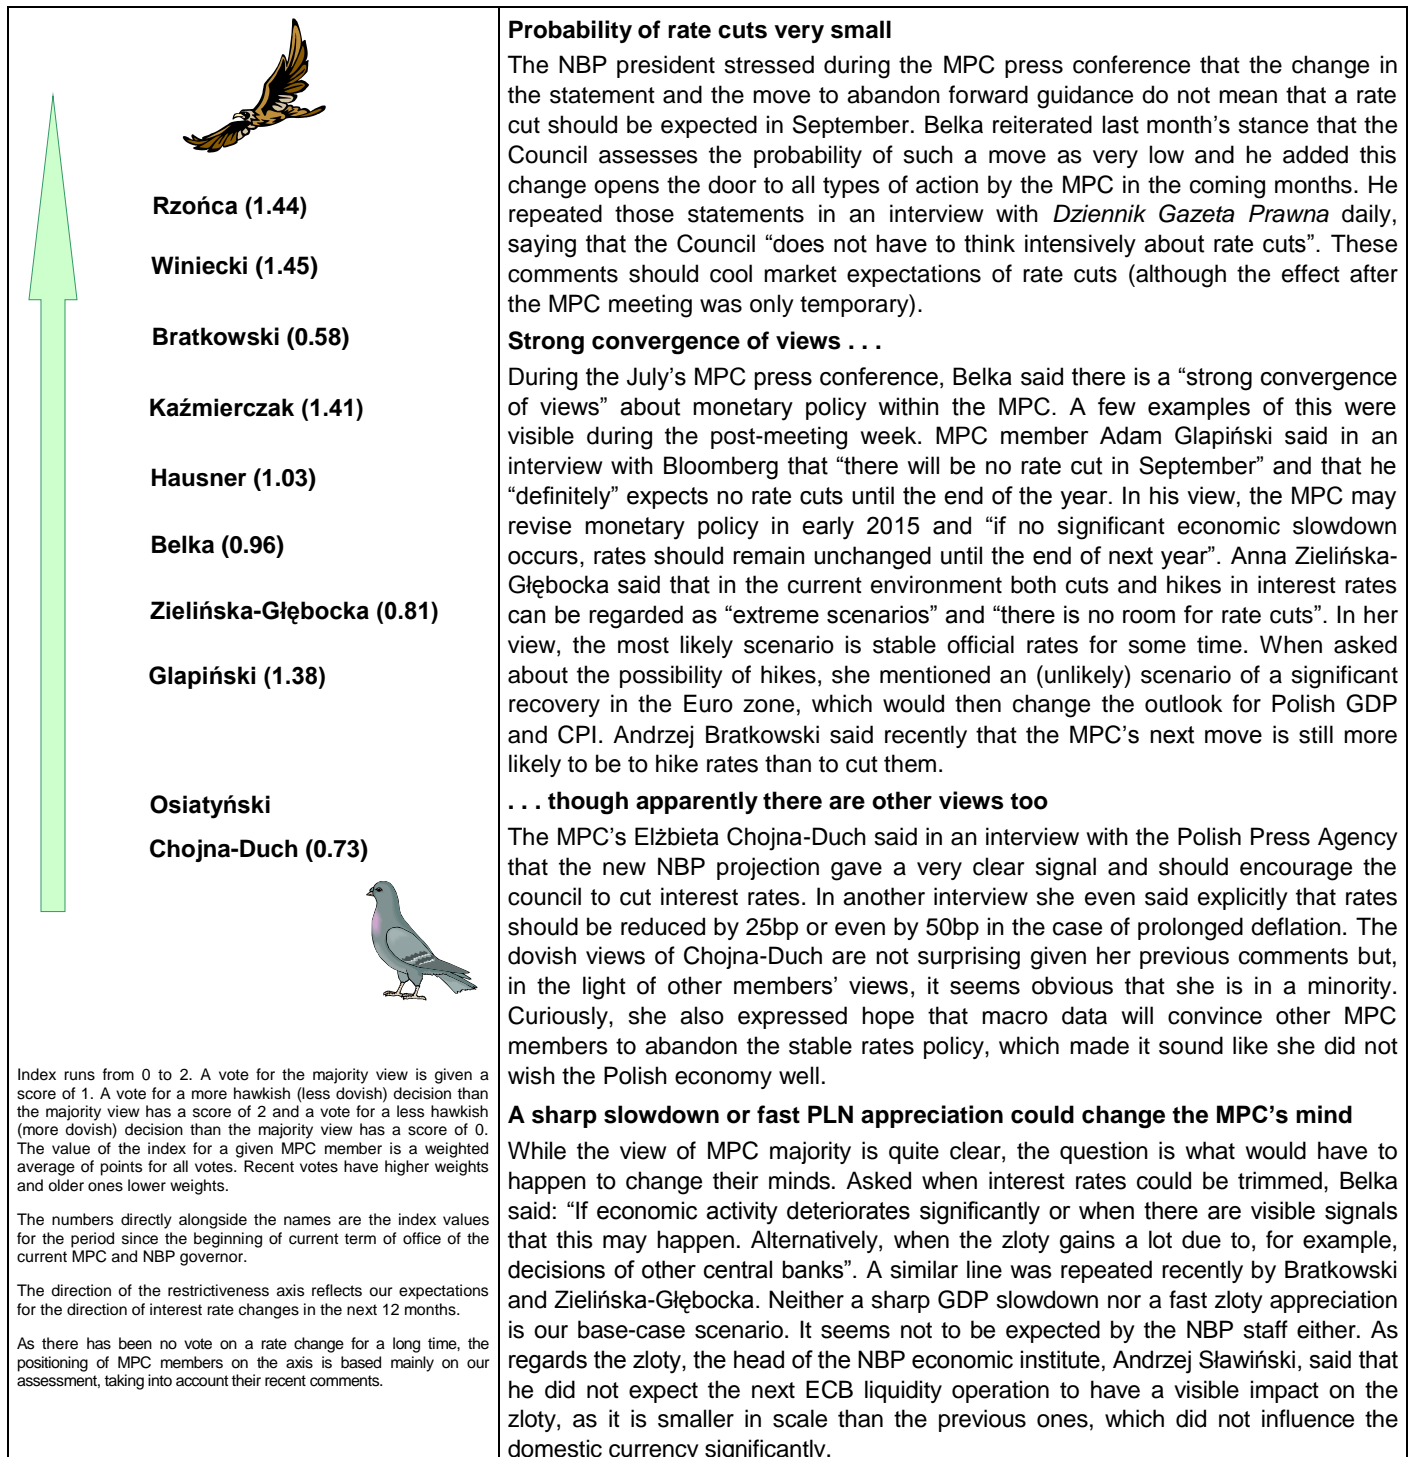 Rzońca (1.44)
Winiecki (1.45)
Bratkowski (0.58)
Kaźmierczak (1.41)
Hausner (1.03)
Belka (0.96)
Zielińska-Głębocka (0.81)
Glapiński (1.38)
Osiatyński
Chojna-Duch (0.73)
Index runs from 0 to 2. A vote for the majority view is given a
score of 1. A vote for a more hawkish (less dovish) decision than
the majority view has a score of 2 and a vote for a less hawkish
(more dovish) decision than the majority view has a score of 0.
The value of the index for a given MPC member is a weighted
average of points for all votes. Recent votes have higher weights
and older ones lower weights.
The numbers directly alongside the names are the index values
for the period since the beginning of current term of office of the
current MPC and NBP governor.
The direction of the restrictiveness axis reflects our expectations
for the direction of interest rate changes in the next 12 months.
As there has been no vote on a rate change for a long time, the
positioning of MPC members on the axis is based mainly on our
assessment, taking into account their recent comments.
Probability of rate cuts very small
The NBP president stressed during the MPC press conference that the change in
the statement and the move to abandon forward guidance do not mean that a rate
cut should be expected in September. Belka reiterated last month's stance that the
Council assesses the probability of such a move as very low and he added this
change opens the door to all types of action by the MPC in the coming months. He
repeated those statements in an interview with Dziennik Gazeta Prawna daily,
saying that the Council “does not have to think intensively about rate cuts”. These
comments should cool market expectations of rate cuts (although the effect after
the MPC meeting was only temporary).
Strong convergence of views . . .
During the July's MPC press conference, Belka said there is a “strong convergence
of views” about monetary policy within the MPC. A few examples of this were
visible during the post-meeting week. MPC member Adam Glapiński said in an
interview with Bloomberg that “there will be no rate cut in September” and that he
“definitely” expects no rate cuts until the end of the year. In his view, the MPC may
revise monetary policy in early 2015 and “if no significant economic slowdown
occurs, rates should remain unchanged until the end of next year”. Anna Zielińska-
Głębocka said that in the current environment both cuts and hikes in interest rates
can be regarded as “extreme scenarios” and “there is no room for rate cuts”. In her
view, the most likely scenario is stable official rates for some time. When asked
about the possibility of hikes, she mentioned an (unlikely) scenario of a significant
recovery in the Euro zone, which would then change the outlook for Polish GDP
and CPI. Andrzej Bratkowski said recently that the MPC's next move is still more
likely to be to hike rates than to cut them.
. . . though apparently there are other views too
The MPC's Elżbieta Chojna-Duch said in an interview with the Polish Press Agency
that the new NBP projection gave a very clear signal and should encourage the
council to cut interest rates. In another interview she even said explicitly that rates
should be reduced by 25bp or even by 50bp in the case of prolonged deflation. The
dovish views of Chojna-Duch are not surprising given her previous comments but,
in the light of other members' views, it seems obvious that she is in a minority.
Curiously, she also expressed hope that macro data will convince other MPC
members to abandon the stable rates policy, which made it sound like she did not
wish the Polish economy well.
A sharp slowdown or fast PLN appreciation could change the MPC's mind
While the view of MPC majority is quite clear, the question is what would have to
happen to change their minds. Asked when interest rates could be trimmed, Belka
said: “If economic activity deteriorates significantly or when there are visible signals
that this may happen. Alternatively, when the zloty gains a lot due to, for example,
decisions of other central banks”. A similar line was repeated recently by Bratkowski
and Zielińska-Głębocka. Neither a sharp GDP slowdown nor a fast zloty appreciation
is our base-case scenario. It seems not to be expected by the NBP staff either. As
regards the zloty, the head of the NBP economic institute, Andrzej Sławiński, said that
he did not expect the next ECB liquidity operation to have a visible impact on the
zloty, as it is smaller in scale than the previous ones, which did not influence the
domestic currency significantly.